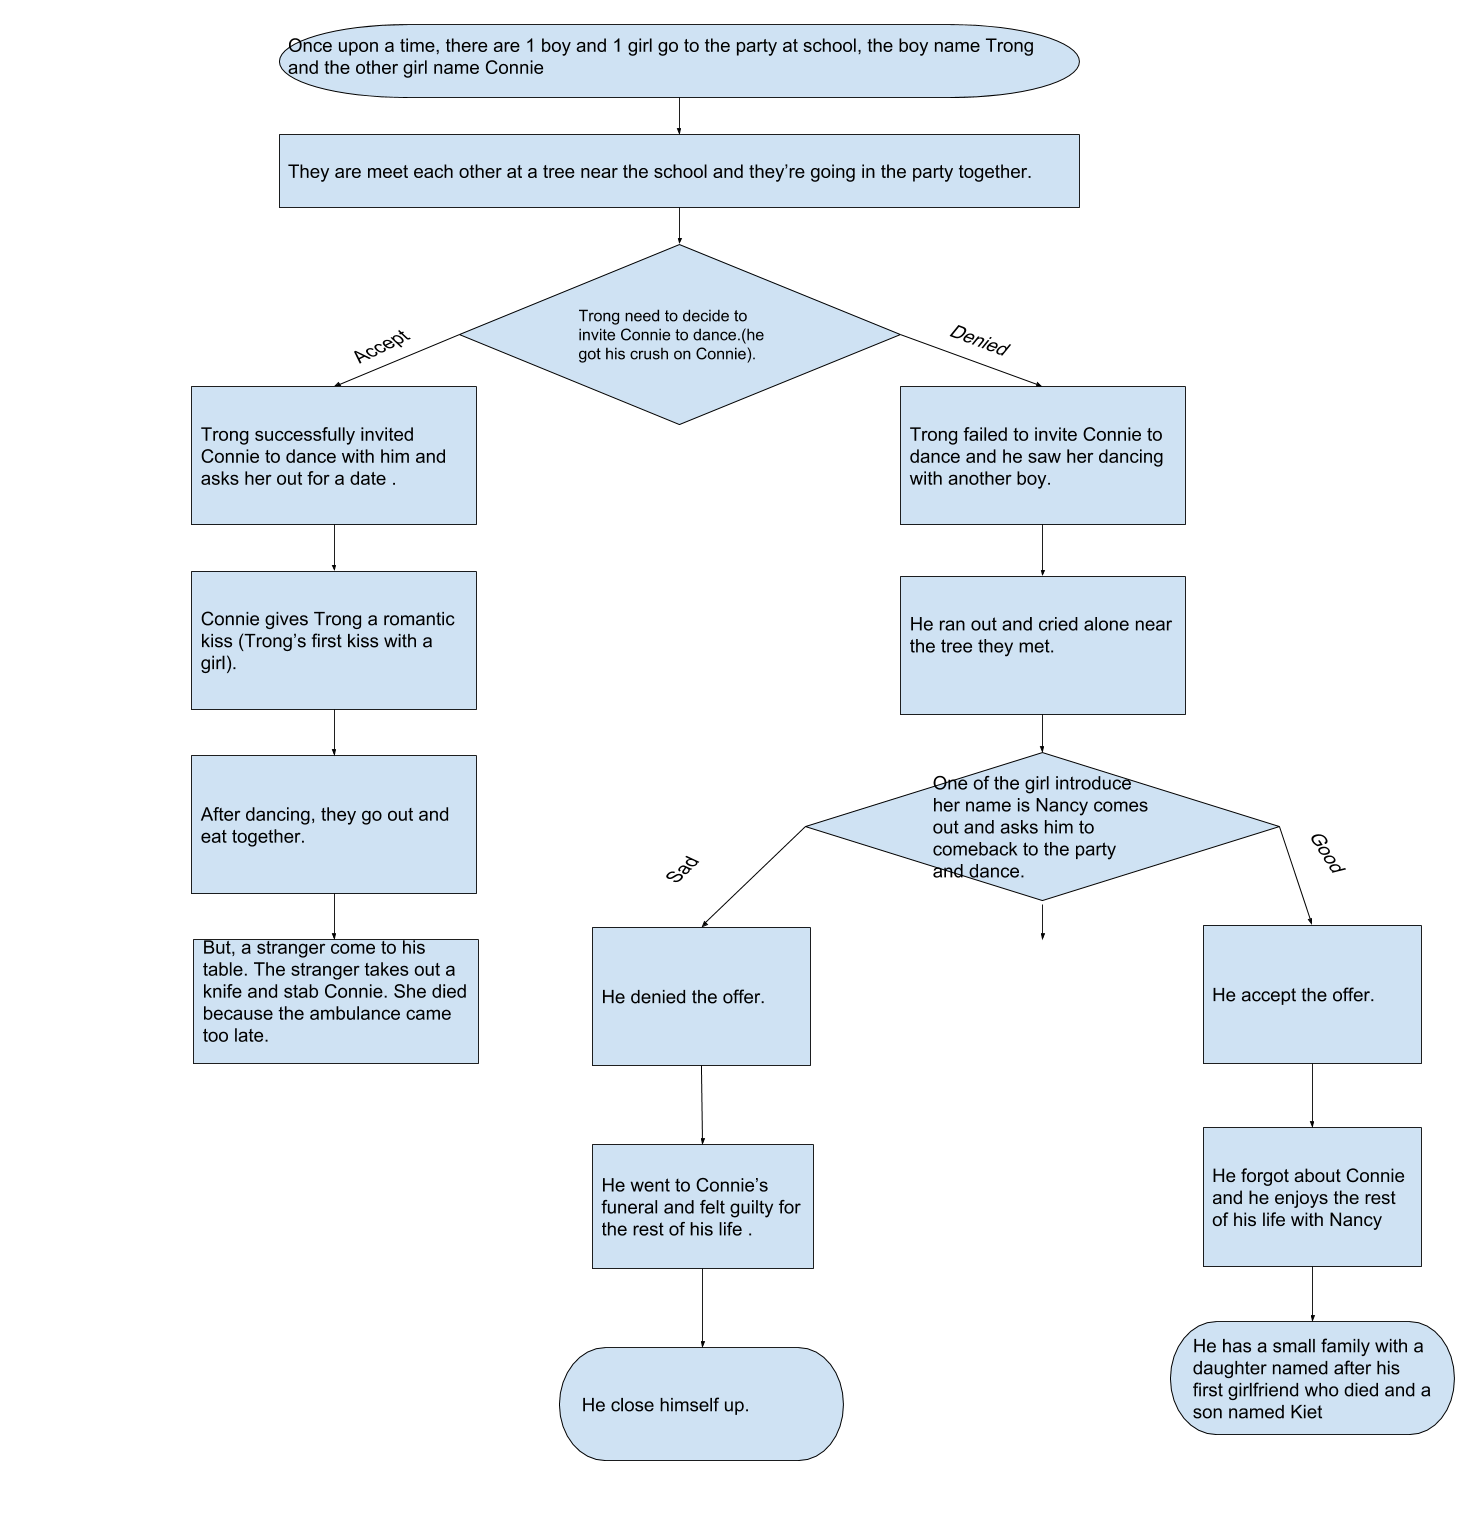 Once upon a time, there are 1 boy and 1 girl go to the party at school, the boy name Trong
and the other girl name Connie
They are meet each other at a tree near the school and they’re going in the party together.
Trong need to decide to
invite Connie to dance.(he
got his crush on Connie).
Accept
Denied
Trong successfully invited
Connie to dance with him and
asks her out for a date .
Trong failed to invite Connie to
dance and he saw her dancing
with another boy.
Connie gives Trong a romantic
kiss (Trong’s first kiss with a
girl).
He ran out and cried alone near
the tree they met.
After dancing, they go out and
eat together.
One of the girl introduce
her name is Nancy comes
out and asks him to
comeback to the party
and dance.
Sad
Good
But, a stranger come to his
table. The stranger takes out a
knife and stab Connie. She died
because the ambulance came
too late.
He denied the offer.
He accept the offer.
He went to Connie’s
funeral and felt guilty for
the rest of his life .
He forgot about Connie
and he enjoys the rest
of his life with Nancy
He close himself up.
He has a small family with a
daughter named after his
first girlfriend who died and a
son named Kiet